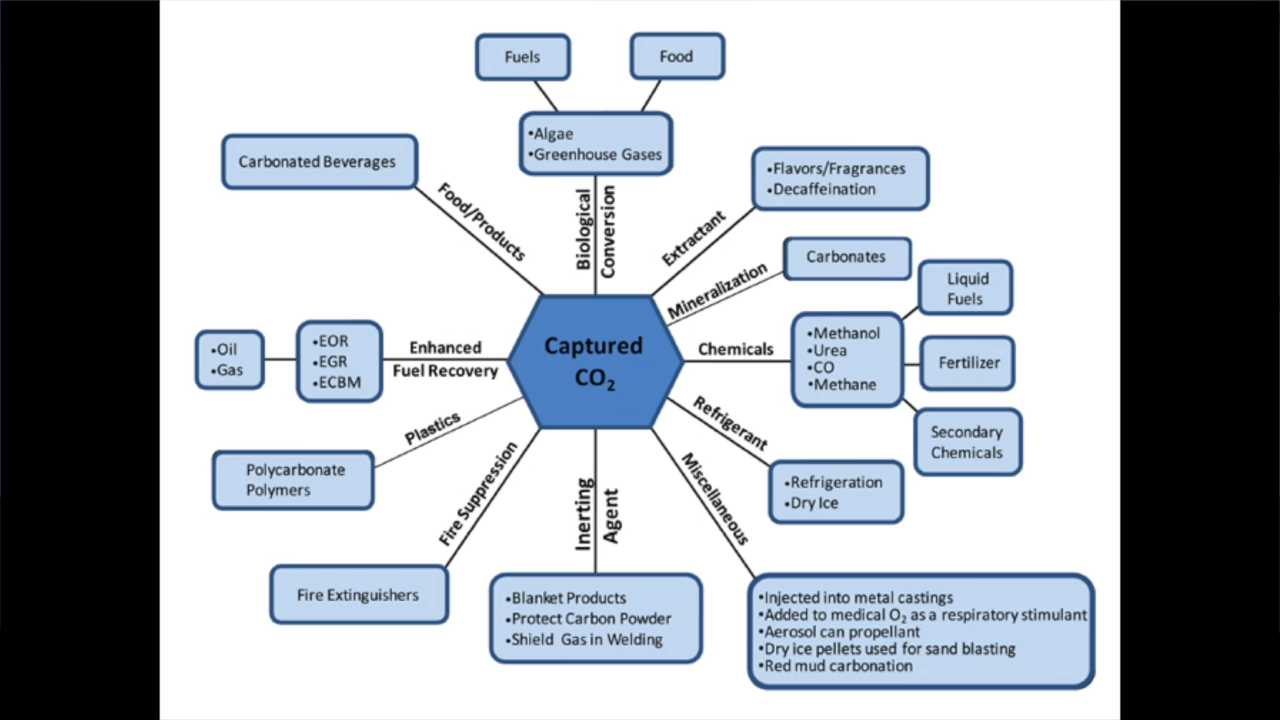 Fuels
Food
•Algae
•Greenhouse Gases
Carbonated Beverages
•Flavors/Fragrances
•Decaffeination
Food/Products
Biological
Conversion
Extractant
Mineralization
Carbonates
Liquid
Fuels
Captured
CO₂
Chemicals
•Methanol
•Urea
•CO
•Methane
Fertilizer
Secondary
Chemicals
Enhanced
Fuel Recovery
•EOR
•EGR
•ECBM
•Oil
•Gas
Plastics
Polycarbonate
Polymers
Refrigerant
•Refrigeration
•Dry Ice
Fire Suppression
Fire Extinguishers
Inerting
Agent
•Blanket Products
•Protect Carbon Powder
•Shield Gas in Welding
Miscellaneous
•Injected into metal castings
•Added to medical O₂ as a respiratory stimulant
•Aerosol can propellant
•Dry ice pellets used for sand blasting
•Red mud carbonation